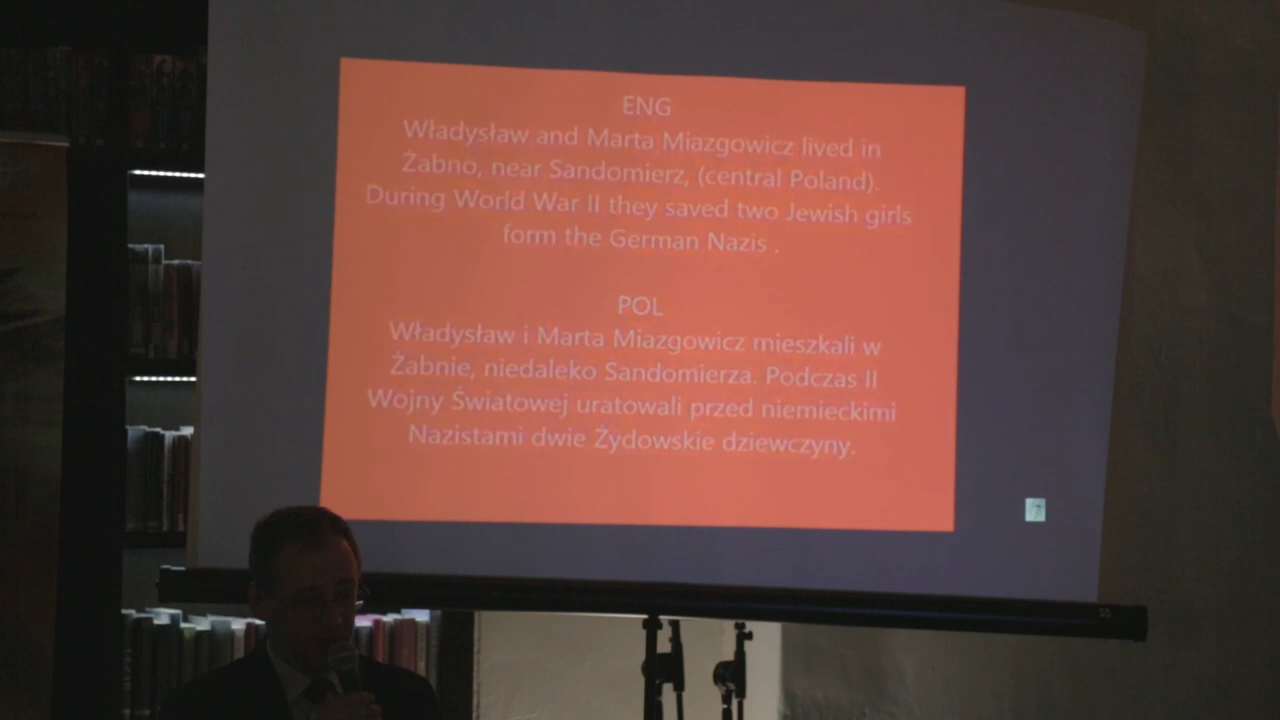 ENG
Władysław and Marta Miazgowicz lived in
Żabno, near Sandomierz, (central Poland).
During World War II they saved two Jewish girls
form the German Nazis .
POL
Władysław i Marta Miazgowicz mieszkali w
Żabnie, niedaleko Sandomierza. Podczas II
Wojny Światowej uratowali przed niemieckimi
Nazistami dwie Żydowskie dziewczyny.